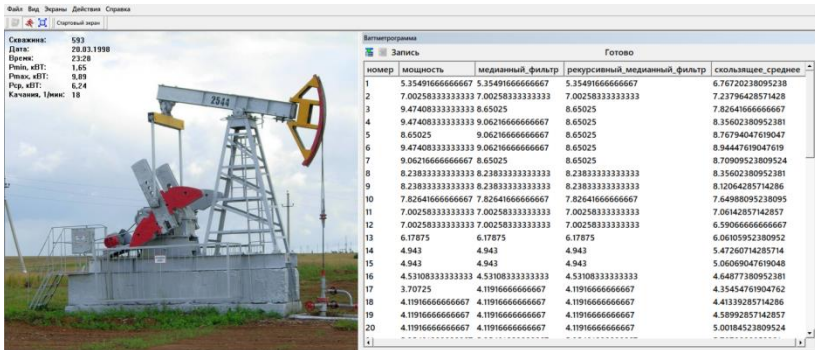 Файл Вид Экраны Действия Справка
Стартовый экран
Скважина: 593
Дата: 20.03.1998
Время: 23:28
Pmin, кВТ: 1,65
Pmax, кВТ: 9,89
Pср, кВТ: 6,24
Качания, 1/мин: 18
2544
Ваттметрограмма
Запись Готово
номер мощность медианный_фильтр рекурсивный_медианный_фильтр скользящее_среднее
1 5.35491666666667 5.35491666666667 5.35491666666667 6.76720238095238
2 7.00258333333333 7.00258333333333 7.00258333333333 7.23796428571428
3 9.47408333333333 8.65025 8.65025 7.82641666666667
4 9.47408333333333 9.06216666666667 8.65025 8.35602380952381
5 8.65025 9.06216666666667 8.65025 8.76794047619047
6 9.47408333333333 9.06216666666667 8.65025 8.94447619047619
7 9.06216666666667 8.65025 8.65025 8.70909523809524
8 8.23833333333333 8.23833333333333 8.23833333333333 8.35602380952381
9 8.23833333333333 8.23833333333333 8.23833333333333 8.12064285714286
10 7.82641666666667 7.82641666666667 7.82641666666667 7.64988095238095
11 7.00258333333333 7.00258333333333 7.00258333333333 7.06142857142857
12 7.00258333333333 7.00258333333333 7.00258333333333 6.59066666666667
13 6.17875 6.17875 6.17875 6.06105952380952
14 4.943 4.943 4.943 5.47260714285714
15 4.943 4.943 4.943 5.06069047619048
16 4.53108333333333 4.53108333333333 4.53108333333333 4.64877380952381
17 3.70725 4.11916666666667 4.11916666666667 4.35454761904762
18 4.11916666666667 4.11916666666667 4.11916666666667 4.41339285714286
19 4.11916666666667 4.11916666666667 4.11916666666667 4.58992857142857
20 4.11916666666667 4.11916666666667 4.11916666666667 5.00184523809524